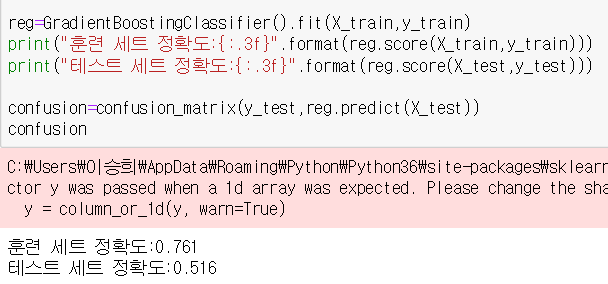 reg=GradientBoostingClassifier().fit(X_train,y_train)
print("훈련 세트 정확도:{:.3f}".format(reg.score(X_train,y_train)))
print("테스트 세트 정확도:{:.3f}".format(reg.score(X_test,y_test)))
confusion=confusion_matrix(y_test,reg.predict(X_test))
confusion
C:₩Users₩이승희₩AppData₩Roaming₩Python₩Python36₩site-packages₩sklearn
ctor y was passed when a 1d array was expected. Please change the sha
y = column_or_1d(y, warn=True)
훈련 세트 정확도:0.761
테스트 세트 정확도:0.516